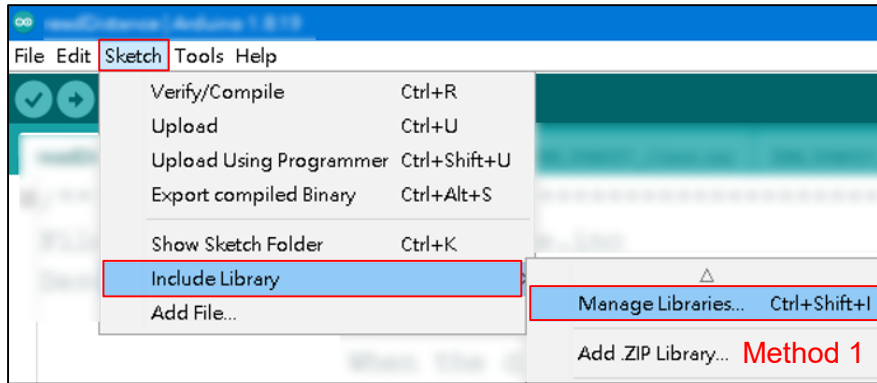 File Edit Sketch Tools Help
Verify/Compile Ctrl+R
Upload Ctrl+U
Upload Using Programmer Ctrl+Shift+U
Export compiled Binary Ctrl+Alt+S
Show Sketch Folder Ctrl+K
Include Library
Add File...
Manage Libraries... Ctrl+Shift+I
Add .ZIP Library... Method 1